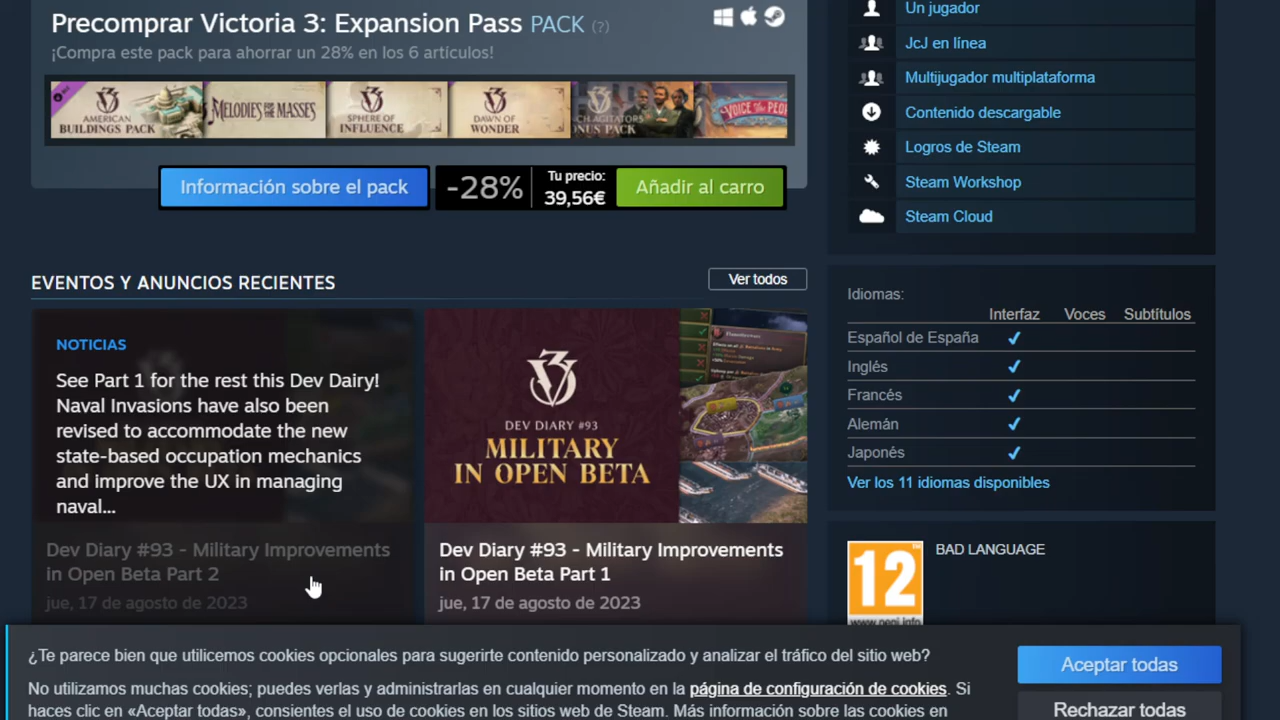 Precomprar Victoria 3: Expansion Pass PACK (?)
¡Compra este pack para ahorrar un 28% en los 6 artículos!
AMERICAN
BUILDINGS PACK
MELODIES FOR THE MASSES
SPHERE OF
INFLUENCE
DAWN OF
WONDER
CH AGITATORS
NUS PACK
VOICE OF THE PEOP
Información sobre el pack
-28%
Tu precio:
39,56€
Añadir al carro
EVENTOS Y ANUNCIOS RECIENTES
Ver todos
NOTICIAS
See Part 1 for the rest this Dev Dairy!
Naval Invasions have also been
revised to accommodate the new
state-based occupation mechanics
and improve the UX in managing
naval...
Dev Diary #93 - Military Improvements
in Open Beta Part 2
jue, 17 de agosto de 2023
DEV DIARY #93
MILITARY
IN OPEN BETA
Dev Diary #93 - Military Improvements
in Open Beta Part 1
jue, 17 de agosto de 2023
Un jugador
JcJ en línea
Multijugador multiplataforma
Contenido descargable
Logros de Steam
Steam Workshop
Steam Cloud
Idiomas:
Interfaz Voces Subtítulos
Español de España
Inglés
Francés
Alemán
Japonés
Ver los 11 idiomas disponibles
12
www.pegi.info
BAD LANGUAGE
¿Te parece bien que utilicemos cookies opcionales para sugerirte contenido personalizado y analizar el tráfico del sitio web?
No utilizamos muchas cookies; puedes verlas y administrarlas en cualquier momento en la página de configuración de cookies. Si
haces clic en «Aceptar todas», consientes el uso de cookies en los sitios web de Steam. Más información sobre las cookies en
Aceptar todas
Rechazar todas